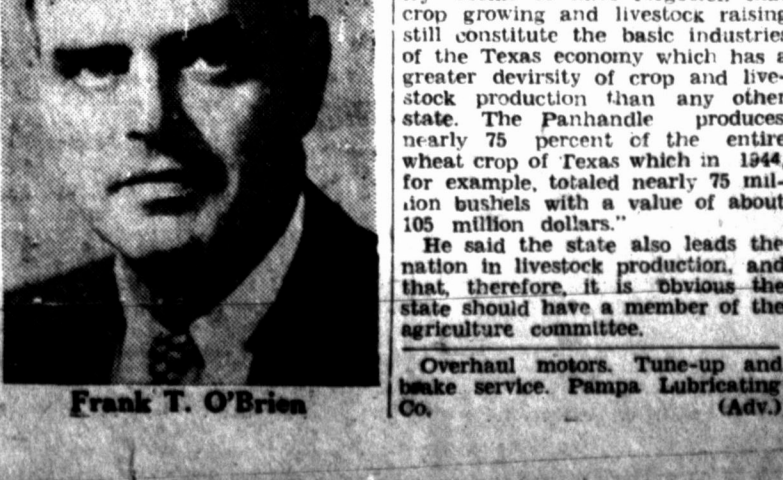 crop growing and livestock raising
still constitute the basic industrie
of the Texas economy which has a
greater devirsity of crop and live-
stock production than any other
state. The Panhandle produces
nearly 75 percent of the entire
wheat crop of Texas which in 1944,
for example, totaled nearly 75 mil-
lion bushels with a value of about
105 million dollars."
He said the state also leads the
nation in livestock production, and
that, therefore, it is obvious the
state should have a member of the
agriculture committee.
Overhaul motors. Tune-up and
brake service. Pampa Lubricating
Co. (Adv.)
Frank T. O'Brien